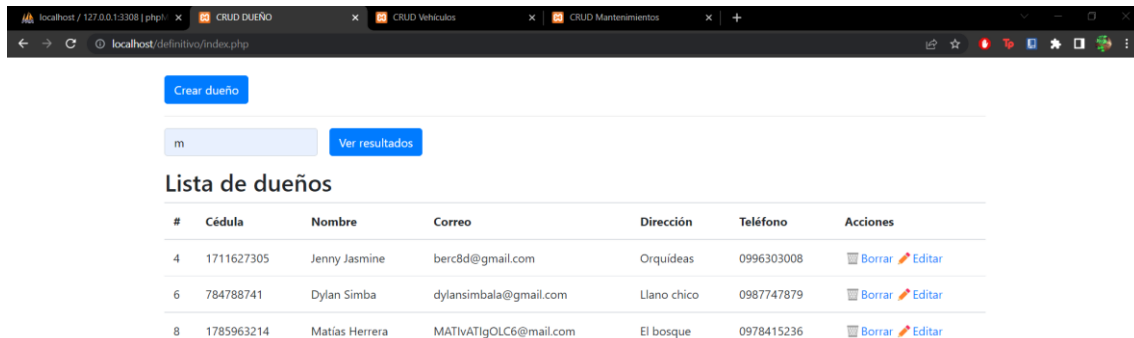 localhost / 127.0.0.1:3308 | phpM
CRUD DUEÑO
CRUD Vehículos
CRUD Mantenimientos
localhost/definitivo/index.php
Crear dueño
m
Ver resultados
Lista de dueños
# Cédula Nombre Correo Dirección Teléfono Acciones
4 1711627305 Jenny Jasmine berc8d@gmail.com Orquídeas 0996303008 Borrar Editar
6 784788741 Dylan Simba dylansimbala@gmail.com Llano chico 0987747879 Borrar Editar
8 1785963214 Matías Herrera MATIvATIgOLC6@mail.com El bosque 0978415236 Borrar Editar